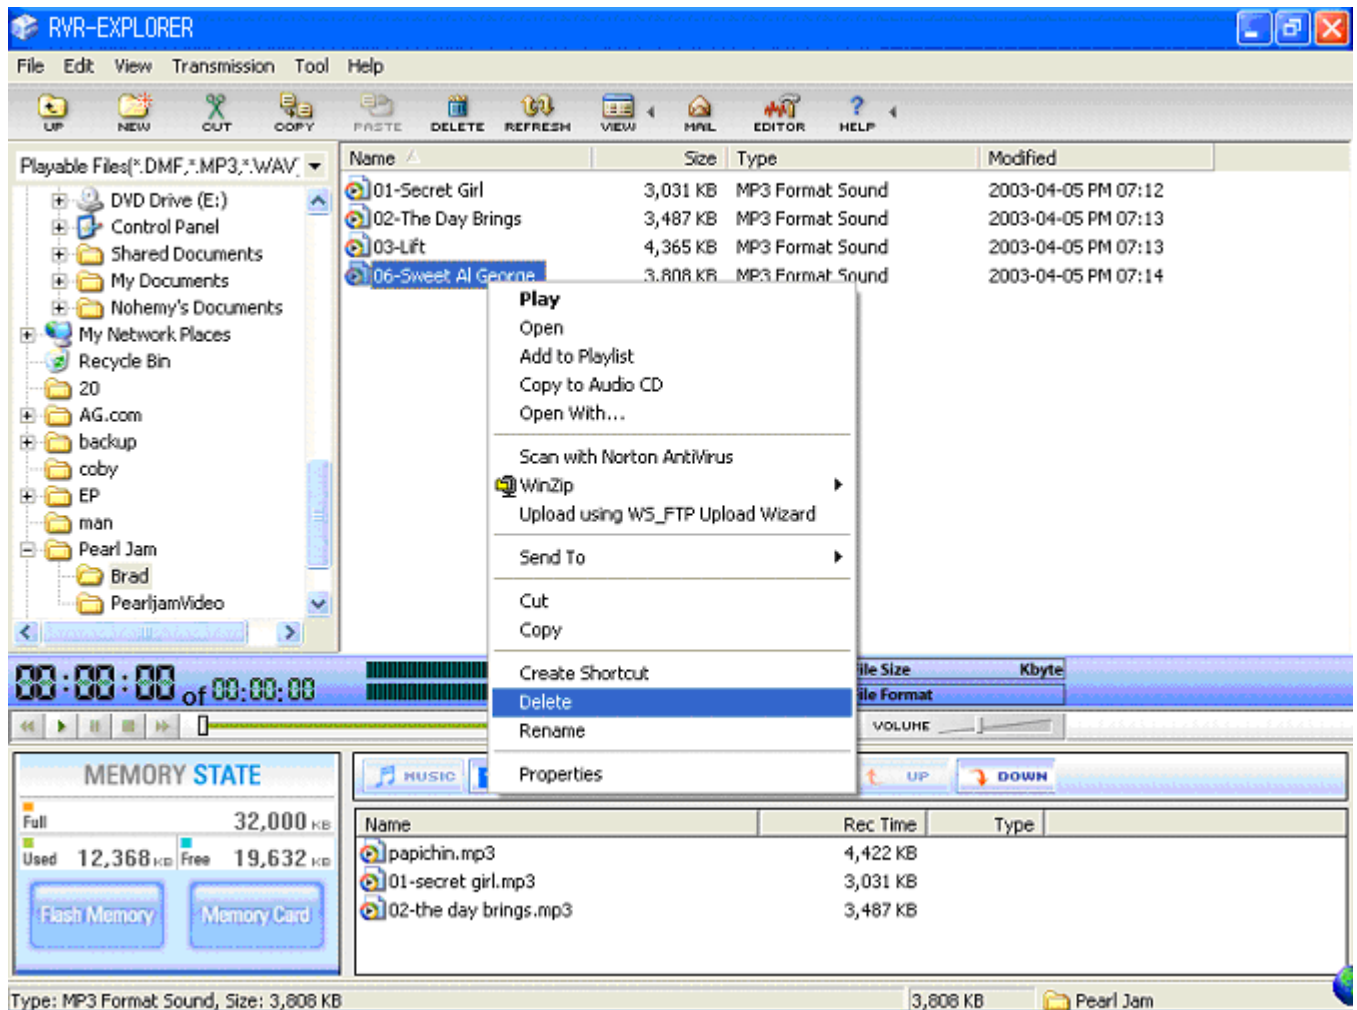 RVR-EXPLORER
File Edit View Transmission Tool Help
UP NEW CUT COPY PASTE DELETE REFRESH VIEW MAIL EDITOR HELP
Playable Files(*.DMF,*.MP3,*.WAV,
Name Size Type Modified
DVD Drive (E:)
Control Panel
Shared Documents
My Documents
Nohemy's Documents
My Network Places
Recycle Bin
20
AG.com
backup
coby
EP
man
Pearl Jam
Brad
PearljamVideo
01-Secret Girl 3,031 KB MP3 Format Sound 2003-04-05 PM 07:12
02-The Day Brings 3,487 KB MP3 Format Sound 2003-04-05 PM 07:13
03-Lift 4,365 KB MP3 Format Sound 2003-04-05 PM 07:13
06-Sweet Al George 3,808 KB MP3 Format Sound 2003-04-05 PM 07:14
Play
Open
Add to Playlist
Copy to Audio CD
Open With...
Scan with Norton AntiVirus
WinZip
Upload using WS_FTP Upload Wizard
Send To
Cut
Copy
Create Shortcut
Delete
Rename
Properties
00:00:00 of 00:00:00
ile Size Kbyte
ile Format
VOLUME
MEMORY STATE
Full 32,000 KB
Used 12,368 KB Free 19,632 KB
Flash Memory Memory Card
MUSIC UP DOWN
Name Rec Time Type
papichin.mp3 4,422 KB
01-secret girl.mp3 3,031 KB
02-the day brings.mp3 3,487 KB
Type: MP3 Format Sound, Size: 3,808 KB 3,808 KB Pearl Jam